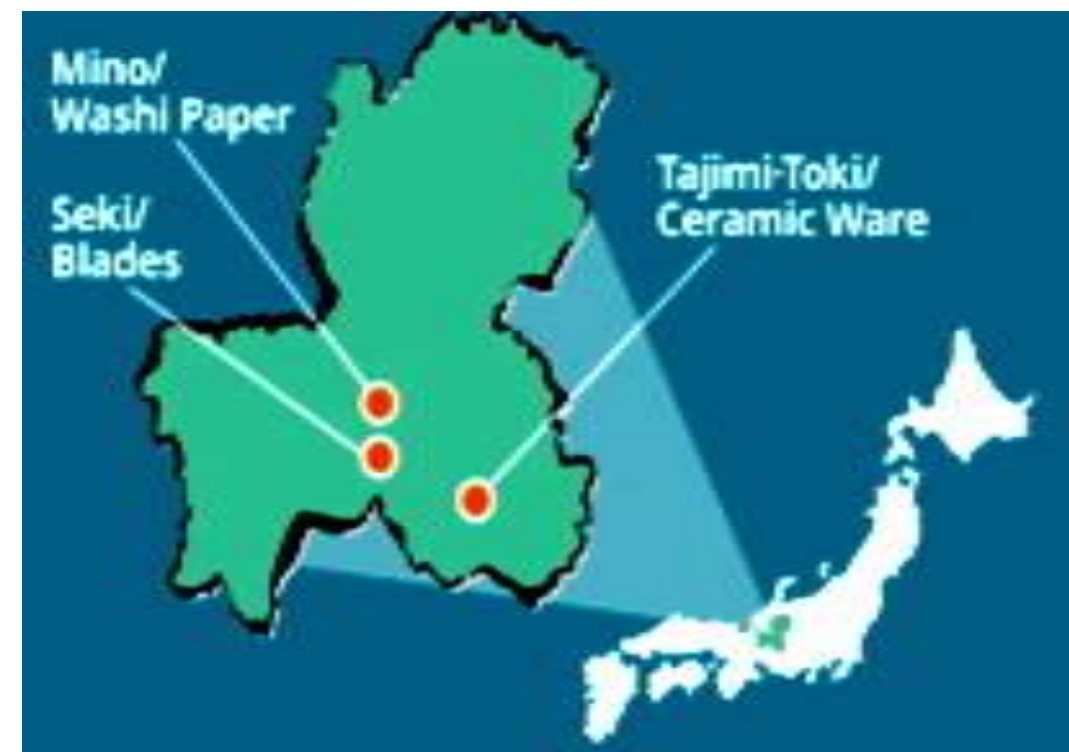 Mino/
Washi Paper
Seki/
Blades
Tajimi-Toki/
Ceramic Ware